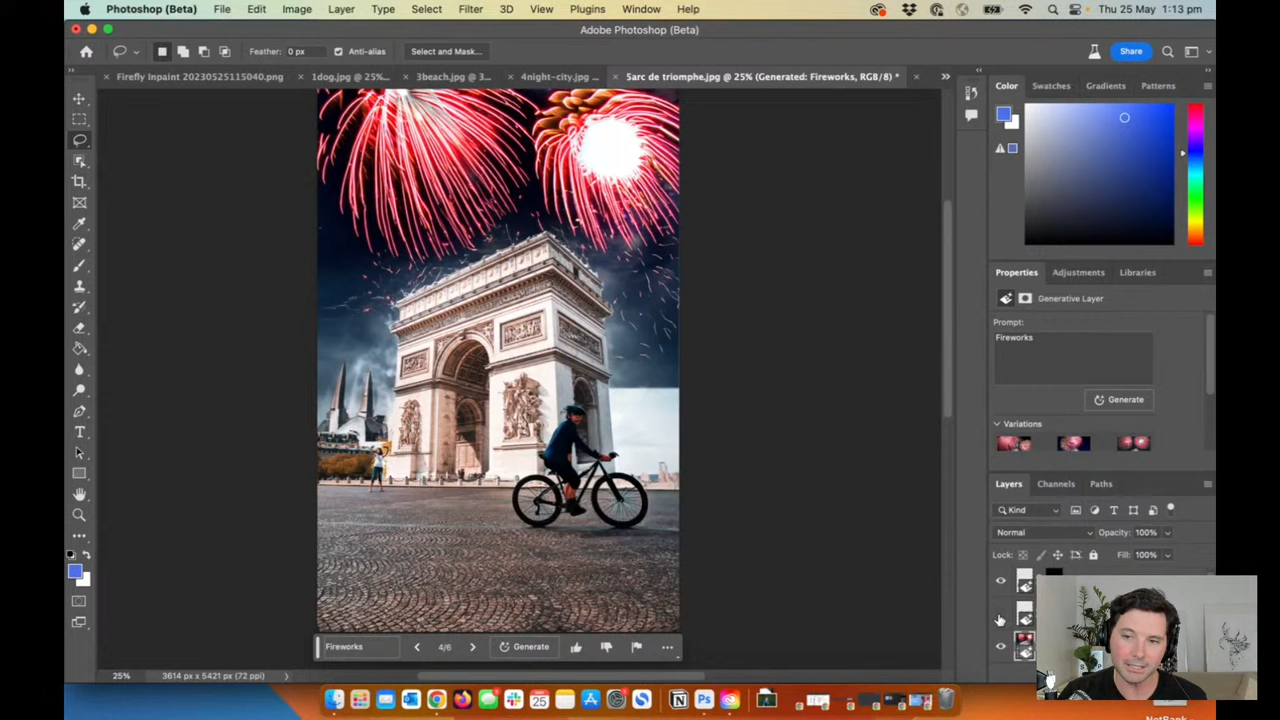 Photoshop (Beta) File Edit Image Layer Type Select Filter 3D View Plugins Window Help Thu 25 May 1:13 pm
Adobe Photoshop (Beta)
Feather: 0 px Anti-alias Select and Mask... Share
Firefly Inpaint 20230525115040.png 1dog.jpg @ 25%... 3beach.jpg @ 3... 4night-city.jpg ... 5arc de triomphe.jpg @ 25% (Generated: Fireworks, RGB/8) *
Color Swatches Gradients Patterns
Properties Adjustments Libraries
Generative Layer
Prompt:
Fireworks
Generate
Variations
Layers Channels Paths
Kind
Normal Opacity: 100%
Lock: Fill: 100%
Fireworks 4/6 Generate
25% 3614 px x 5421 px (72 ppi)
25
NetBank